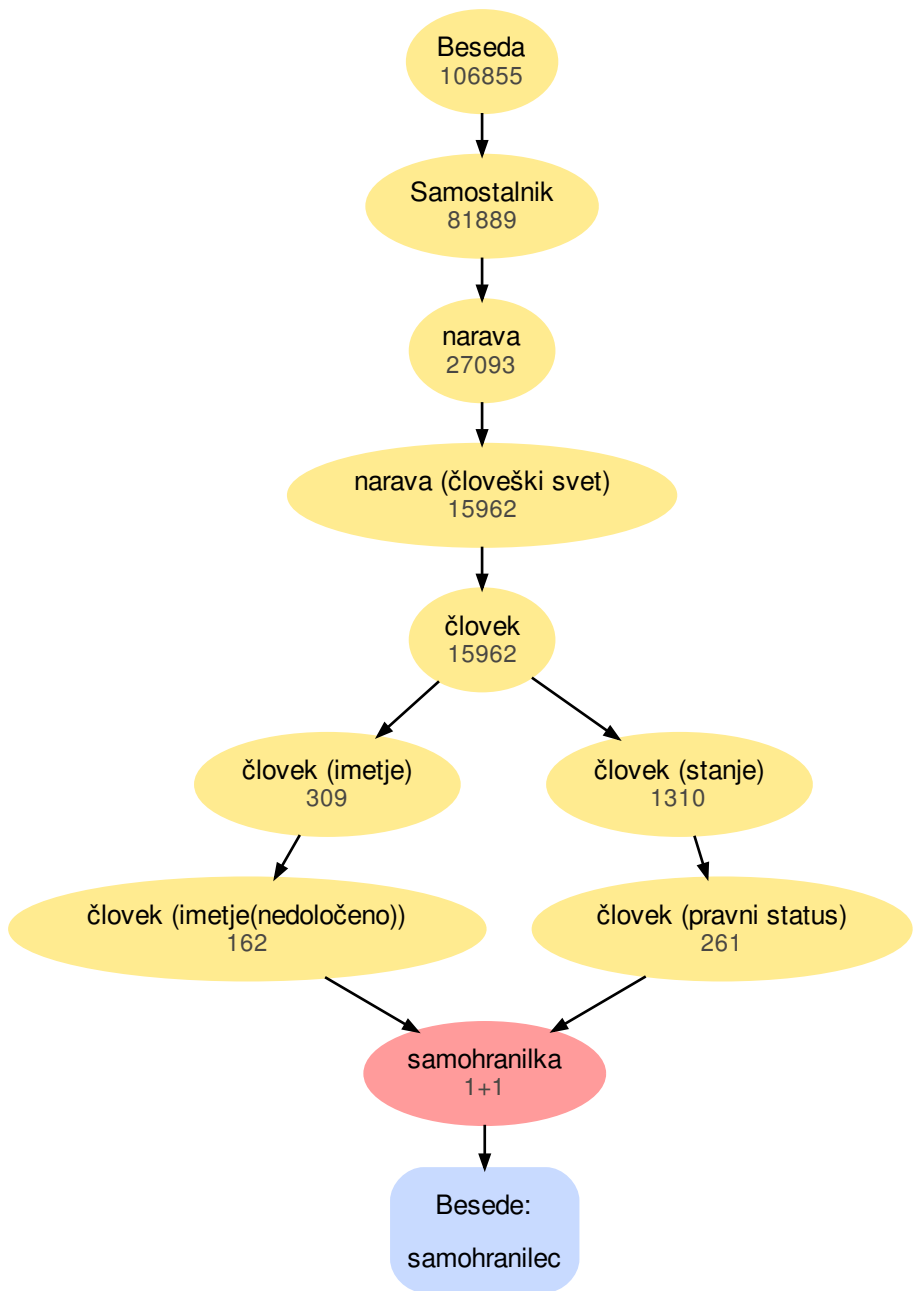 Beseda
106855
Samostalnik
81889
narava
27093
narava (človeški svet)
15962
človek
15962
človek (imetje)
309
človek (stanje)
1310
človek (imetje(nedoločeno))
162
človek (pravni status)
261
samohranilka
1+1
Besede:
samohranilec